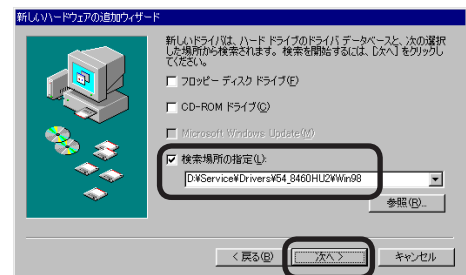 新しいハードウェアの追加ウィザード
新しいドライバは、ハード ドライブのドライバ データベースと、次の選択
した場所から検索されます。検索を開始するには、[次へ] をクリックし
てください。
フロッピー ディスク ドライブ(F)
CD-ROM ドライブ(C)
Microsoft Windows Update(M)
検索場所の指定(L):
D:¥Service¥Drivers¥54_8460HU2¥Win98
参照(R)...
< 戻る(B)
次へ >
キャンセル